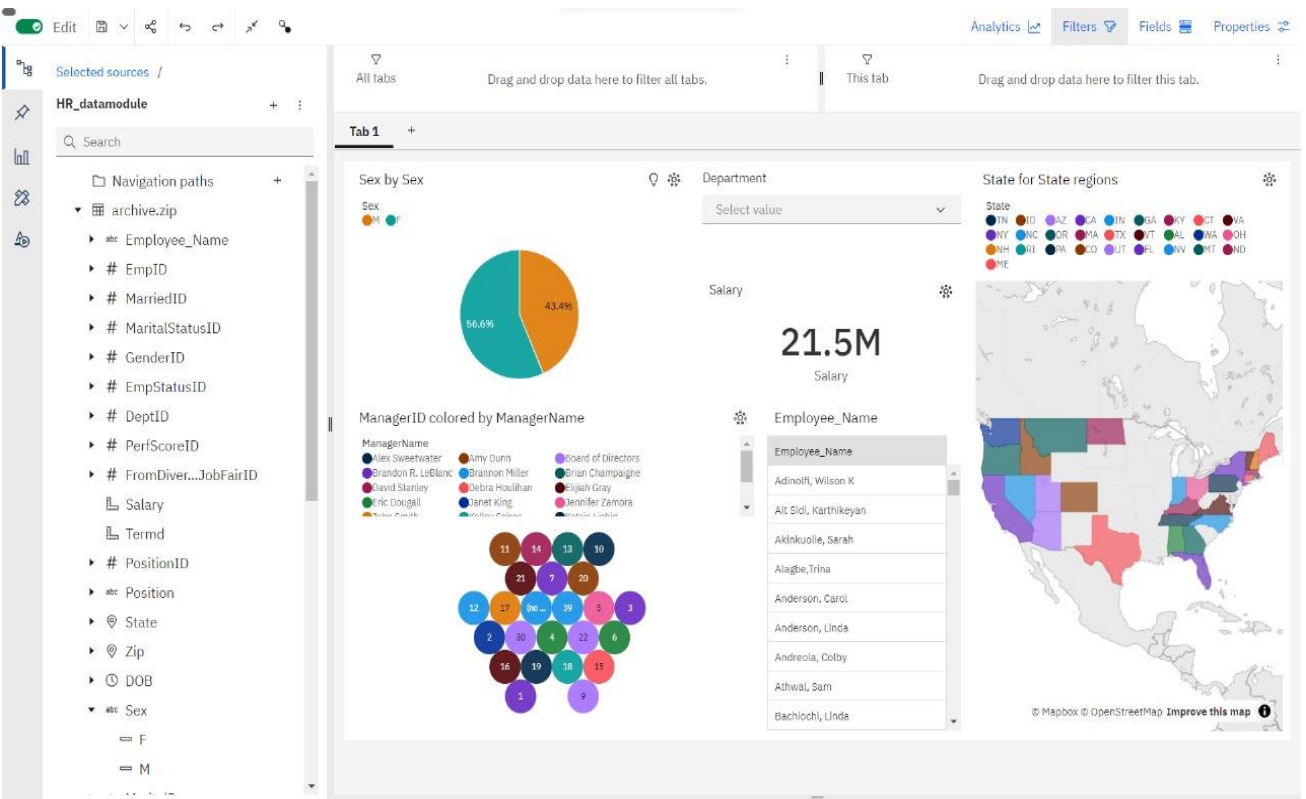 Edit
Analytics
Filters
Fields
Properties
Selected sources /
HR_datamodule
Search
Navigation paths
archive.zip
abc Employee_Name
# EmpID
# MarriedID
# MaritalStatusID
# GenderID
# EmpStatusID
# DeptID
# PerfScoreID
# FromDiver...JobFairID
Salary
Termd
# PositionID
abc Position
State
Zip
DOB
abc Sex
F
M
All tabs
Drag and drop data here to filter all tabs.
This tab
Drag and drop data here to filter this tab.
Tab 1 +
Sex by Sex
Sex
M F
43.4%
56.6%
Department
Select value
Salary
21.5M
Salary
State for State regions
State
TN ID AZ CA IN GA KY CT VA
NY NC OR MA TX VT AL WA OH
NH RI PA CO UT FL NV MT ND
ME
ManagerID colored by ManagerName
ManagerName
Alex Sweetwater Amy Dunn Board of Directors
Brandon R. LeBlanc Brannon Miller Brian Champaigne
David Stanley Debra Houlihan Elijiah Gray
Eric Dougall Janet King Jennifer Zamora
11 14 13 10
21 7 20
12 17 (no ... 39 5 3
2 30 4 22 6
16 19 18 15
1 9
Employee_Name
Employee_Name
Adinolfi, Wilson K
Ait Sidi, Karthikeyan
Akinkuolie, Sarah
Alagbe,Trina
Anderson, Carol
Anderson, Linda
Andreola, Colby
Athwal, Sam
Bachiochi, Linda
© Mapbox © OpenStreetMap Improve this map